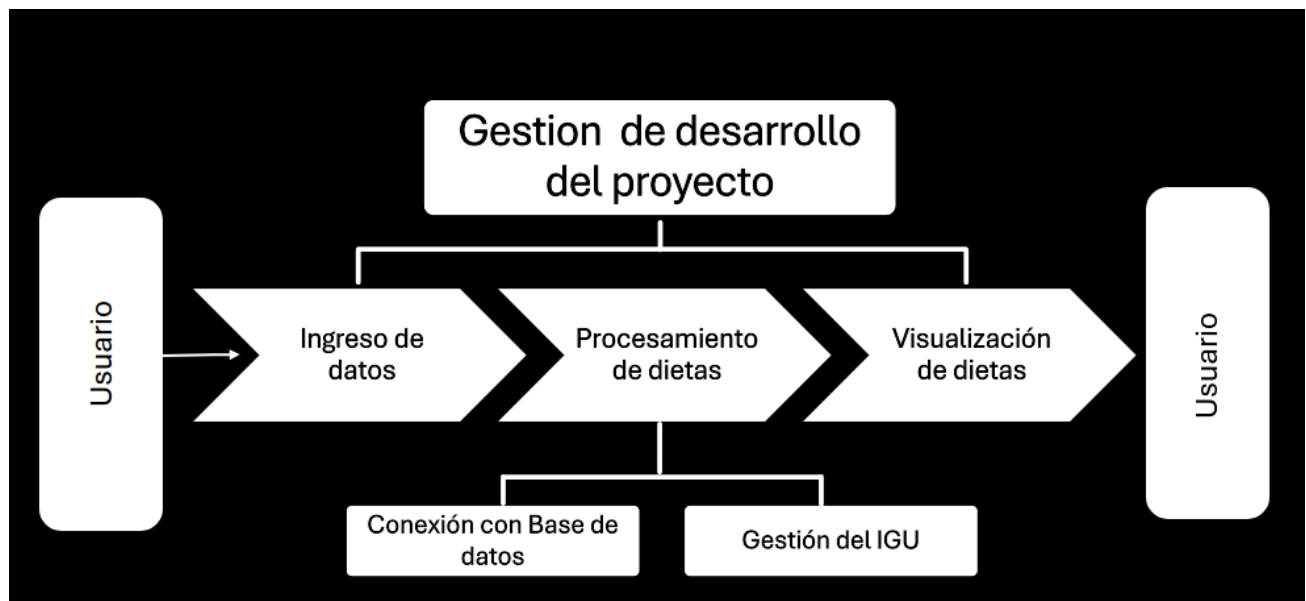 Gestion de desarrollo
del proyecto
Usuario
Ingreso de
datos
Procesamiento
de dietas
Visualización
de dietas
Usuario
Conexión con Base de
datos
Gestión del IGU